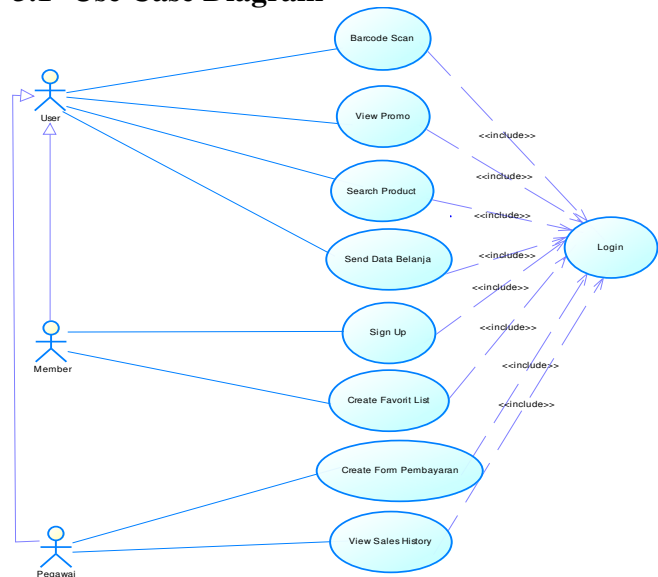 Barcode Scan
User
View Promo
<<include>>
<<include>>
Search Product
<<include>>
Login
Send Data Belanja
<<include>>
<<include>>
Sign Up
<<include>>
Member
<<include>>
Create Favorit List
<<include>>
Create Form Pembayaran
View Sales History
Pegawai